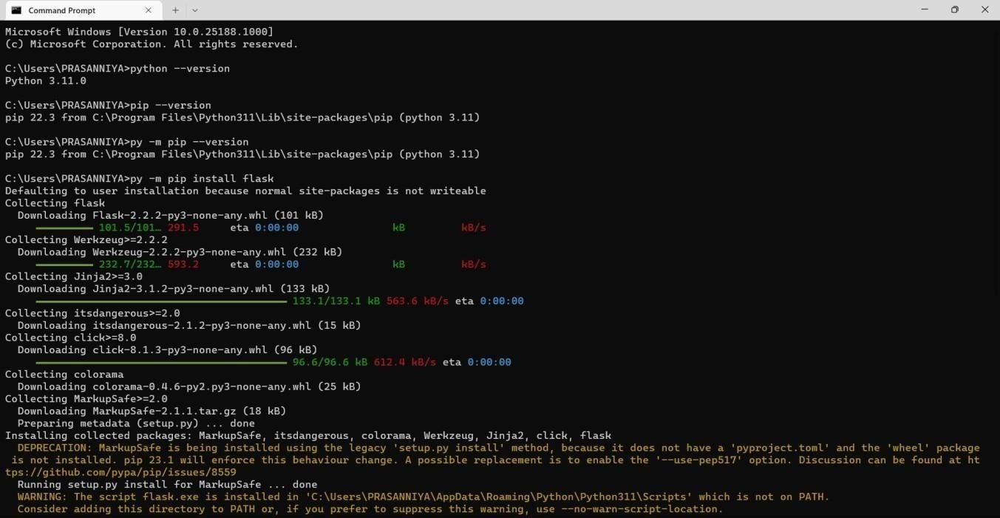 Command Prompt
Microsoft Windows [Version 10.0.25188.1000]
(c) Microsoft Corporation. All rights reserved.
C:\Users\PRASANNIYA>python --version
Python 3.11.0
C:\Users\PRASANNIYA>pip --version
pip 22.3 from C:\Program Files\Python311\Lib\site-packages\pip (python 3.11)
C:\Users\PRASANNIYA>py -m pip --version
pip 22.3 from C:\Program Files\Python311\Lib\site-packages\pip (python 3.11)
C:\Users\PRASANNIYA>py -m pip install flask
Defaulting to user installation because normal site-packages is not writeable
Collecting flask
  Downloading Flask-2.2.2-py3-none-any.whl (101 kB)
101.5/101… 291.5 eta 0:00:00 kB kB/s
Collecting Werkzeug>=2.2.2
  Downloading Werkzeug-2.2.2-py3-none-any.whl (232 kB)
232.7/232… 593.2 eta 0:00:00 kB kB/s
Collecting Jinja2>=3.0
  Downloading Jinja2-3.1.2-py3-none-any.whl (133 kB)
133.1/133.1 kB 563.6 kB/s eta 0:00:00
Collecting itsdangerous>=2.0
  Downloading itsdangerous-2.1.2-py3-none-any.whl (15 kB)
Collecting click>=8.0
  Downloading click-8.1.3-py3-none-any.whl (96 kB)
96.6/96.6 kB 612.4 kB/s eta 0:00:00
Collecting colorama
  Downloading colorama-0.4.6-py2.py3-none-any.whl (25 kB)
Collecting MarkupSafe>=2.0
  Downloading MarkupSafe-2.1.1.tar.gz (18 kB)
  Preparing metadata (setup.py) ... done
Installing collected packages: MarkupSafe, itsdangerous, colorama, Werkzeug, Jinja2, click, flask
  DEPRECATION: MarkupSafe is being installed using the legacy 'setup.py install' method, because it does not have a 'pyproject.toml' and the 'wheel' package
 is not installed. pip 23.1 will enforce this behaviour change. A possible replacement is to enable the '--use-pep517' option. Discussion can be found at ht
tps://github.com/pypa/pip/issues/8559
  Running setup.py install for MarkupSafe ... done
  WARNING: The script flask.exe is installed in 'C:\Users\PRASANNIYA\AppData\Roaming\Python\Python311\Scripts' which is not on PATH.
  Consider adding this directory to PATH or, if you prefer to suppress this warning, use --no-warn-script-location.